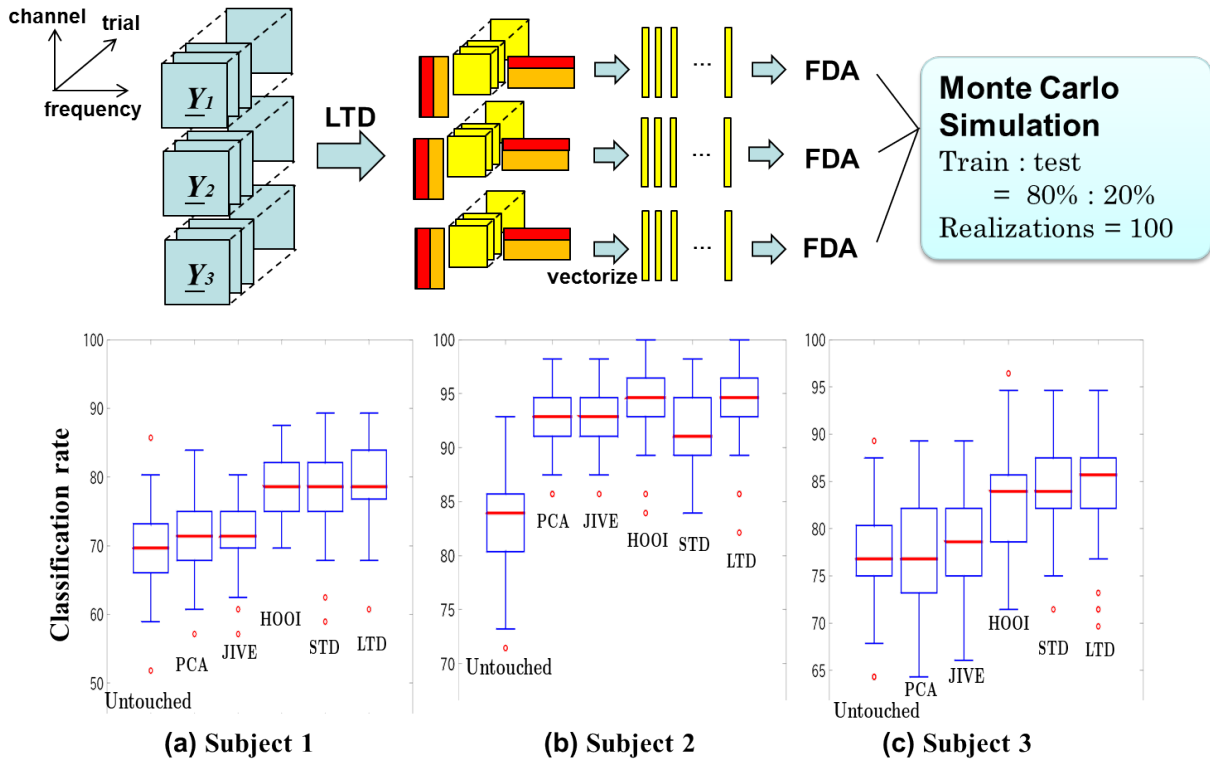 channel
trial
frequency
Y1
Y2
Y3
LTD
...
...
...
vectorize
FDA
FDA
FDA
Monte Carlo
Simulation
Train : test
= 80% : 20%
Realizations = 100
Classification rate
100
90
80
70
60
50
Untouched
PCA
JIVE
HOOI
STD
LTD
(a) Subject 1
100
95
90
85
80
75
70
Untouched
PCA
JIVE
HOOI
STD
LTD
(b) Subject 2
100
95
90
85
80
75
70
65
Untouched
PCA
JIVE
HOOI
STD
LTD
(c) Subject 3